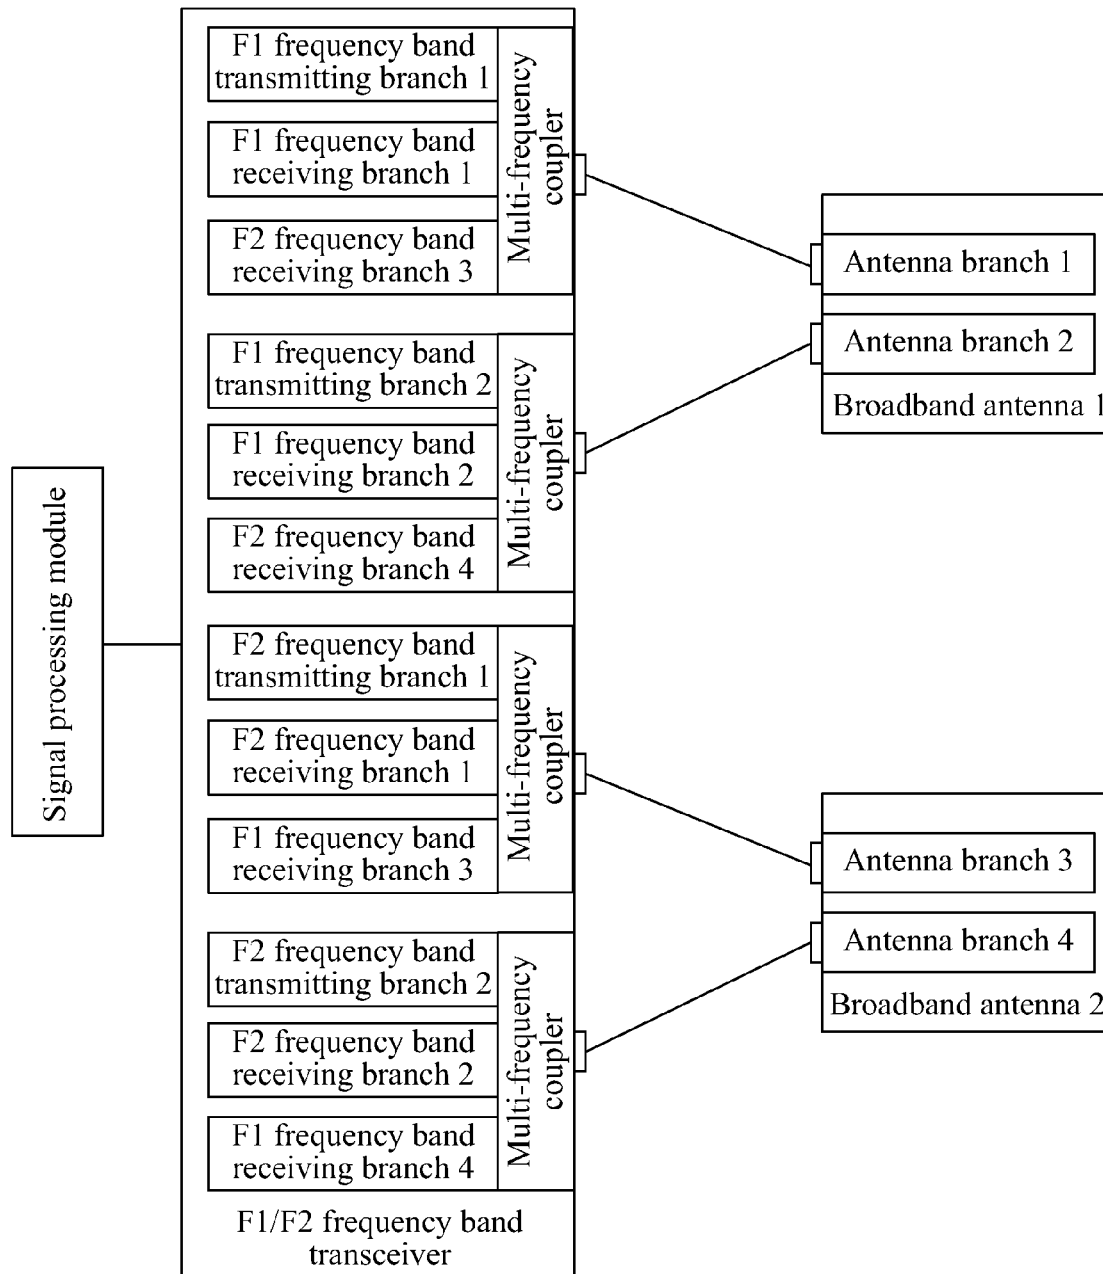 Signal processing module
F1 frequency band
transmitting branch 1
F1 frequency band
receiving branch 1
F2 frequency band
receiving branch 3
Multi-frequency
coupler
F1 frequency band
transmitting branch 2
F1 frequency band
receiving branch 2
F2 frequency band
receiving branch 4
Multi-frequency
coupler
F2 frequency band
transmitting branch 1
F2 frequency band
receiving branch 1
F1 frequency band
receiving branch 3
Multi-frequency
coupler
F2 frequency band
transmitting branch 2
F2 frequency band
receiving branch 2
F1 frequency band
receiving branch 4
Multi-frequency
coupler
F1/F2 frequency band
transceiver
Antenna branch 1
Antenna branch 2
Broadband antenna 1
Antenna branch 3
Antenna branch 4
Broadband antenna 2